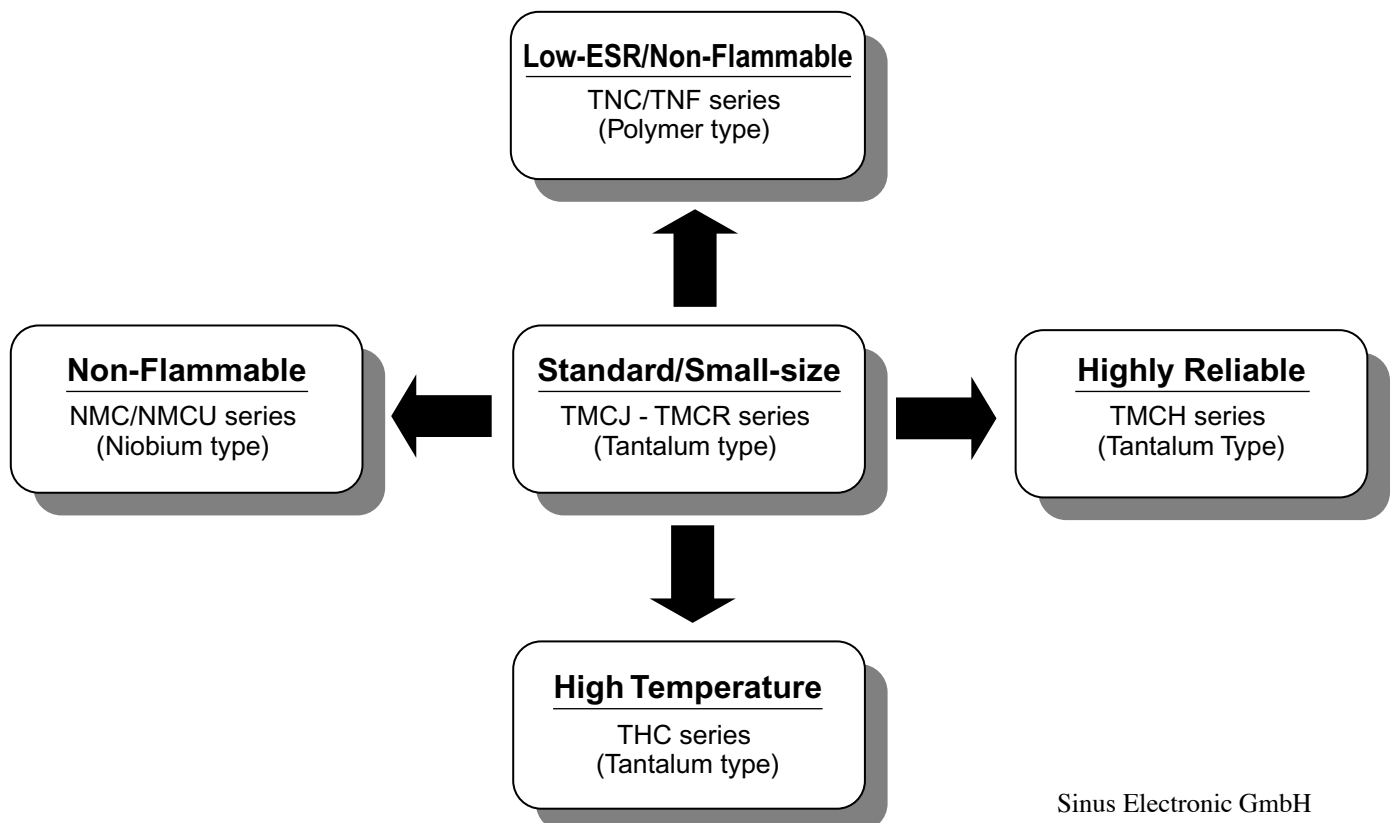 Low-ESR/Non-Flammable
TNC/TNF series
(Polymer type)
Non-Flammable
NMC/NMCU series
(Niobium type)
Standard/Small-size
TMCJ - TMCR series
(Tantalum type)
Highly Reliable
TMCH series
(Tantalum Type)
High Temperature
THC series
(Tantalum type)
Sinus Electronic GmbH